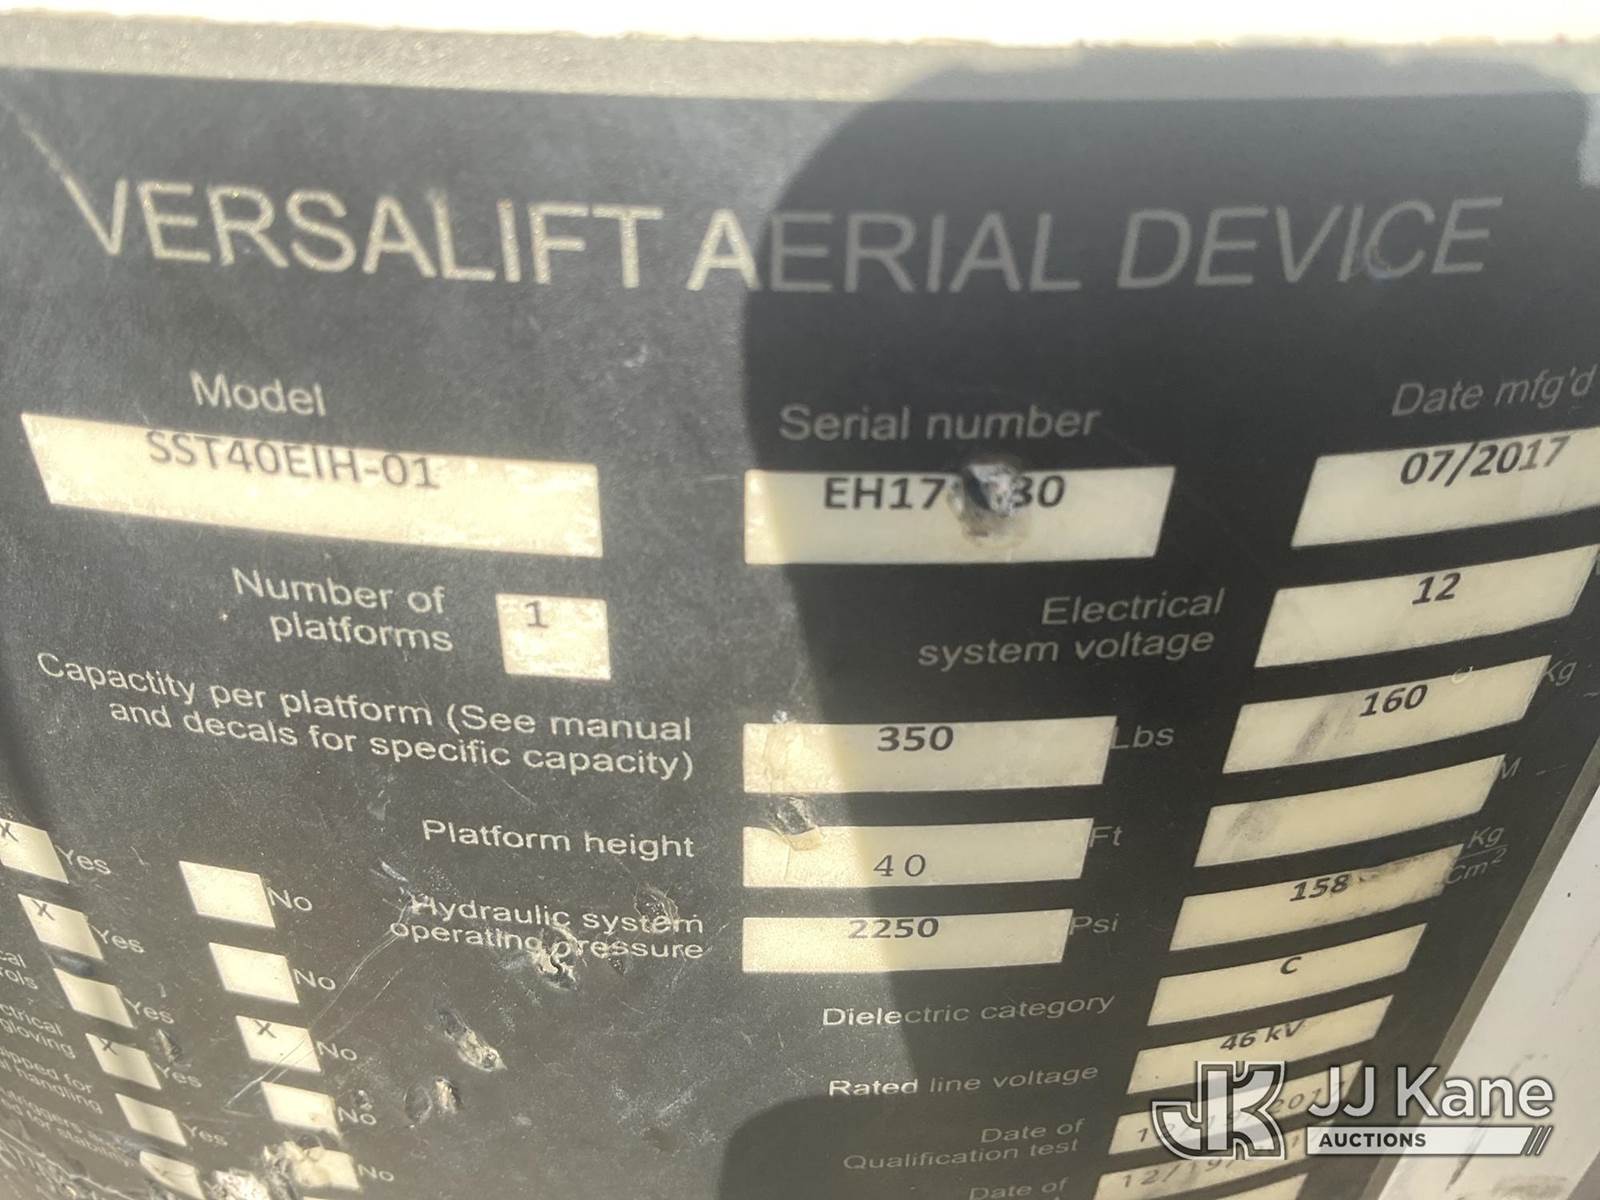 VERSALIFT AERIAL DEVICE
Model
SST40EIH-01
Serial number
Date mfg'd
07/2017
Number of
platforms
1
Electrical
system voltage
12
Capactity per platform (See manual
and decals for specific capacity)
350 Lbs
160 Kg
Platform height
40 Ft
M
Hydraulic system
operating pressure
2250 Psi
158 Kg
Cm²
Dielectric category
C
Rated line voltage
46 kV
Date of
Qualification test
Date of
X Yes No
X Yes No
Yes X No
X Yes No
Yes No
handling
JJ Kane
AUCTIONS